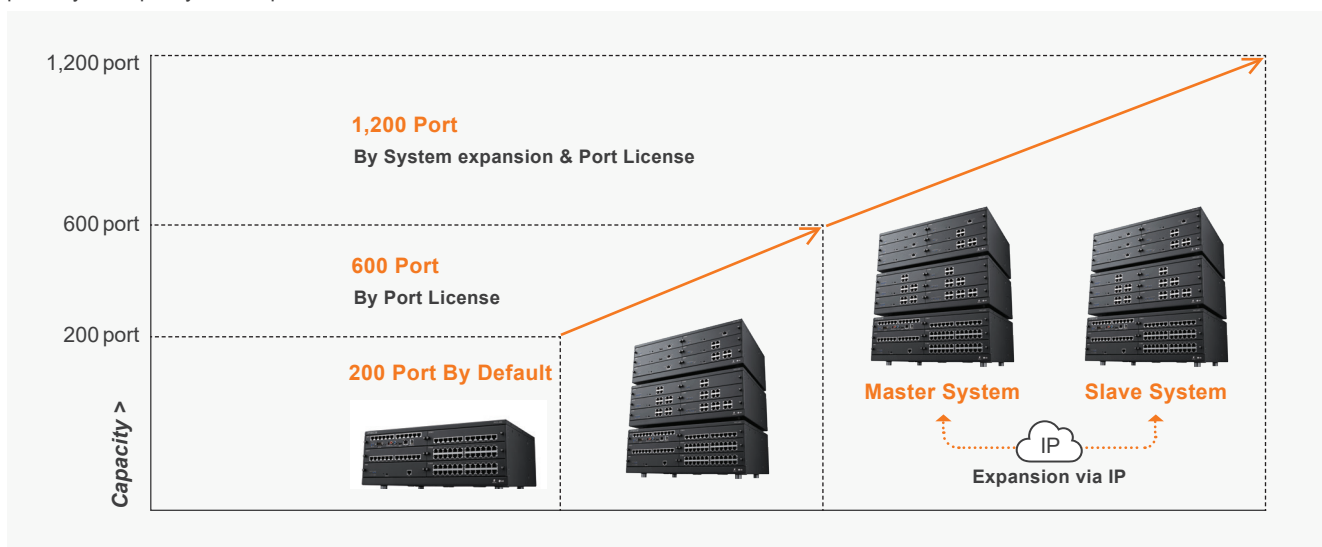 1,200 port
1,200 Port
By System expansion & Port License
600 port
600 Port
By Port License
200 port
200 Port By Default
Capacity >
Master System
Slave System
IP
Expansion via IP